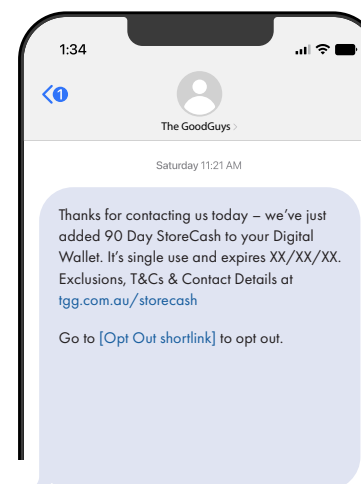 1:34
1
The GoodGuys
Saturday 11:21 AM
Thanks for contacting us today – we’ve just
added 90 Day StoreCash to your Digital
Wallet. It’s single use and expires XX/XX/XX.
Exclusions, T&Cs & Contact Details at
tgg.com.au/storecash
Go to [Opt Out shortlink] to opt out.